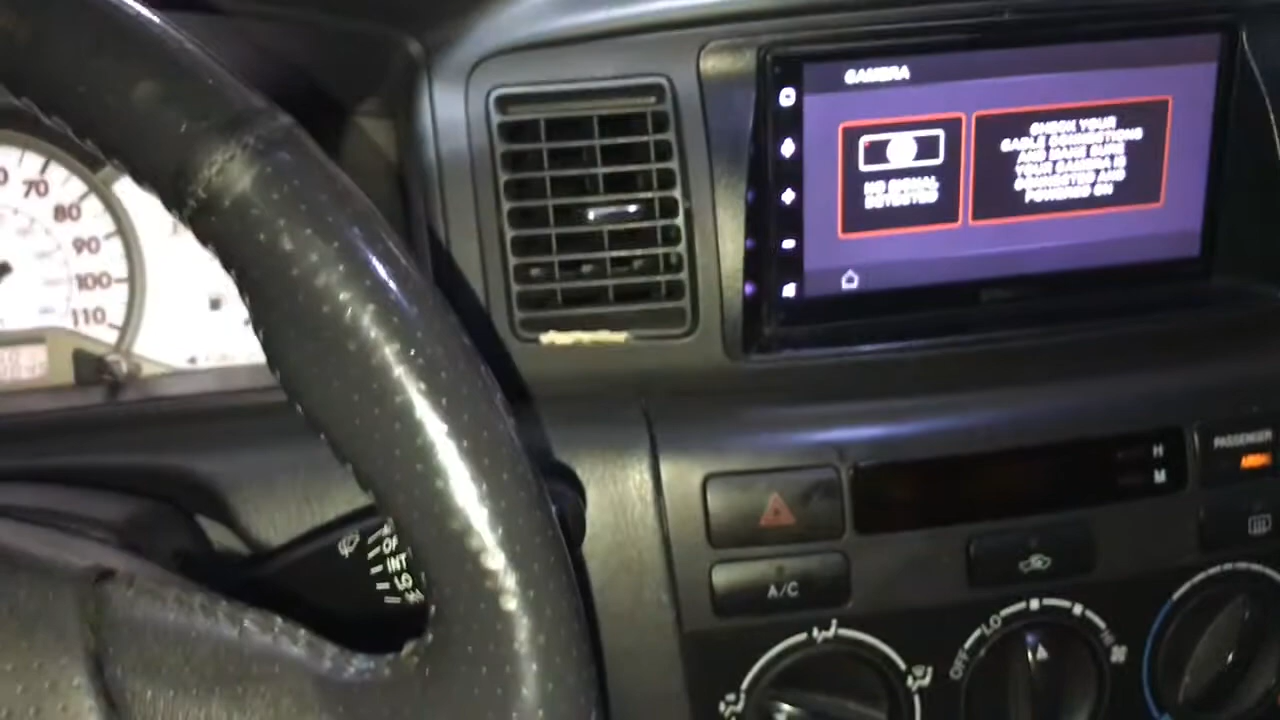 CAMERA
NO SIGNAL
DETECTED
CHECK YOUR
CABLE CONNECTIONS
AND MAKE SURE
YOUR CAMERA IS
CONNECTED AND
POWERED ON
70
80
90
100
110
H
M
PASSENGER
OFF
INT
LO
A/C
OFF
LO
HI